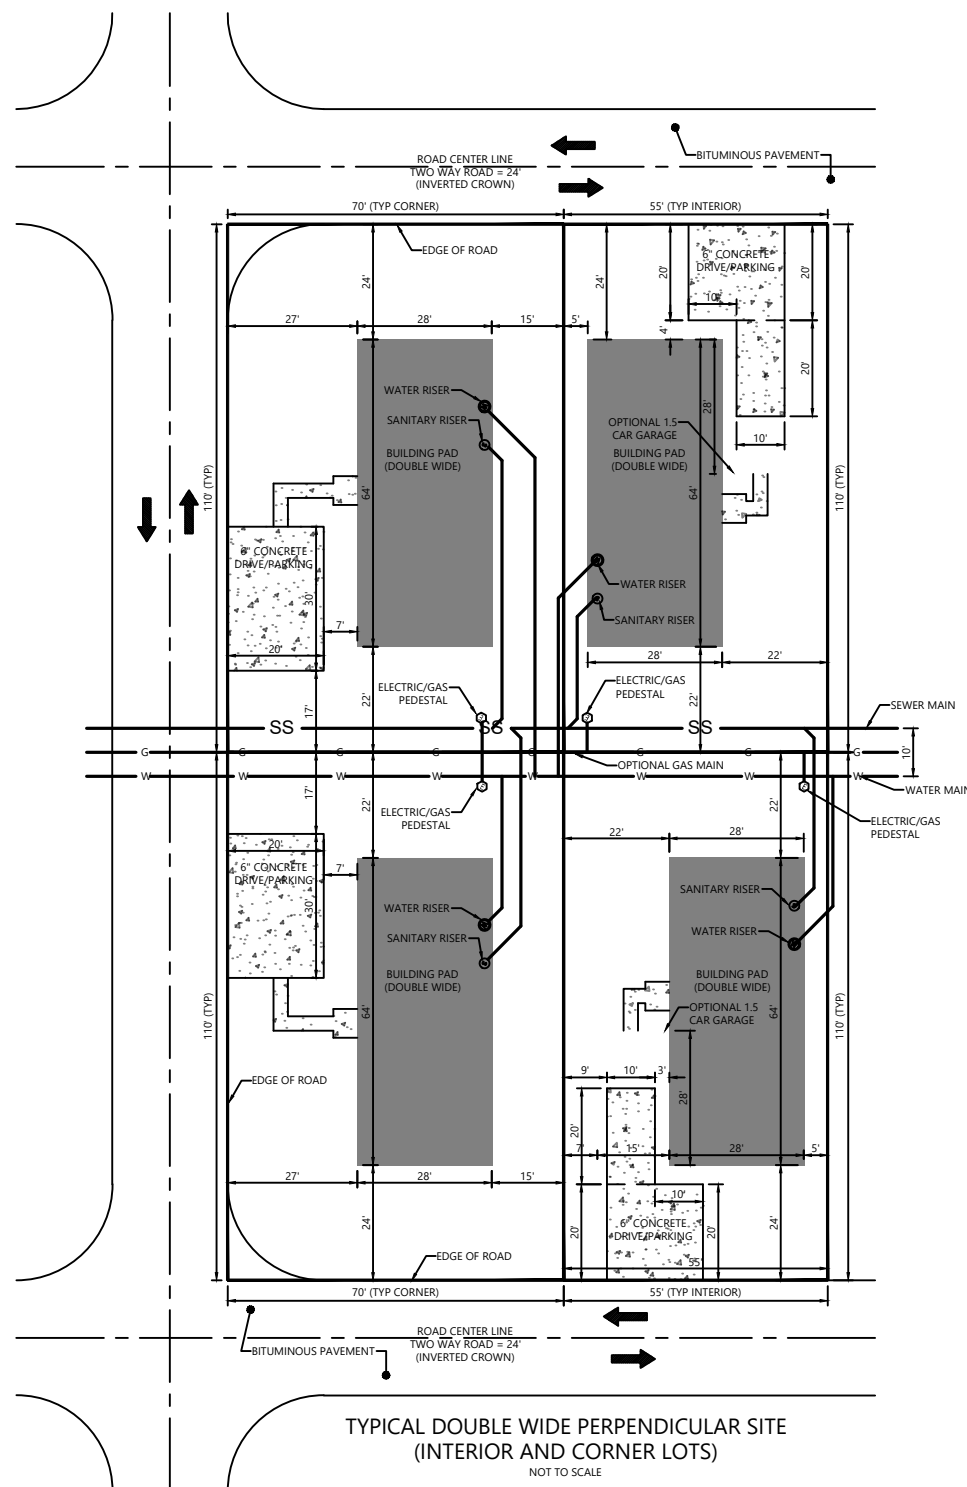 BITUMINOUS PAVEMENT
ROAD CENTER LINE
TWO WAY ROAD = 24'
(INVERTED CROWN)
70' (TYP CORNER)
55' (TYP INTERIOR)
EDGE OF ROAD
24'
24'
20'
6" CONCRETE
DRIVE/PARKING
20'
10'
27'
28'
15'
5'
4'
20'
28'
10'
WATER RISER
SANITARY RISER
BUILDING PAD
(DOUBLE WIDE)
64'
OPTIONAL 1.5
CAR GARAGE
BUILDING PAD
(DOUBLE WIDE)
64'
110' (TYP)
110' (TYP)
6" CONCRETE
DRIVE/PARKING
30'
20'
7'
WATER RISER
SANITARY RISER
28'
22'
22'
17'
22'
ELECTRIC/GAS
PEDESTAL
ELECTRIC/GAS
PEDESTAL
SEWER MAIN
SS
SS
SS
10'
G
G
G
G
G
G
G
G
OPTIONAL GAS MAIN
W
W
W
W
W
W
W
W
WATER MAIN
17'
22'
22'
ELECTRIC/GAS
PEDESTAL
ELECTRIC/GAS
PEDESTAL
22'
28'
20'
6" CONCRETE
DRIVE/PARKING
30'
7'
WATER RISER
SANITARY RISER
BUILDING PAD
(DOUBLE WIDE)
64'
SANITARY RISER
WATER RISER
BUILDING PAD
(DOUBLE WIDE)
64'
OPTIONAL 1.5
CAR GARAGE
110' (TYP)
110' (TYP)
EDGE OF ROAD
9'
10'
3'
28'
20'
7'
15'
28'
5'
27'
28'
15'
10'
24'
20'
6" CONCRETE
DRIVE/PARKING
20'
24'
EDGE OF ROAD
55'
70' (TYP CORNER)
55' (TYP INTERIOR)
ROAD CENTER LINE
TWO WAY ROAD = 24'
(INVERTED CROWN)
BITUMINOUS PAVEMENT
TYPICAL DOUBLE WIDE PERPENDICULAR SITE
(INTERIOR AND CORNER LOTS)
NOT TO SCALE